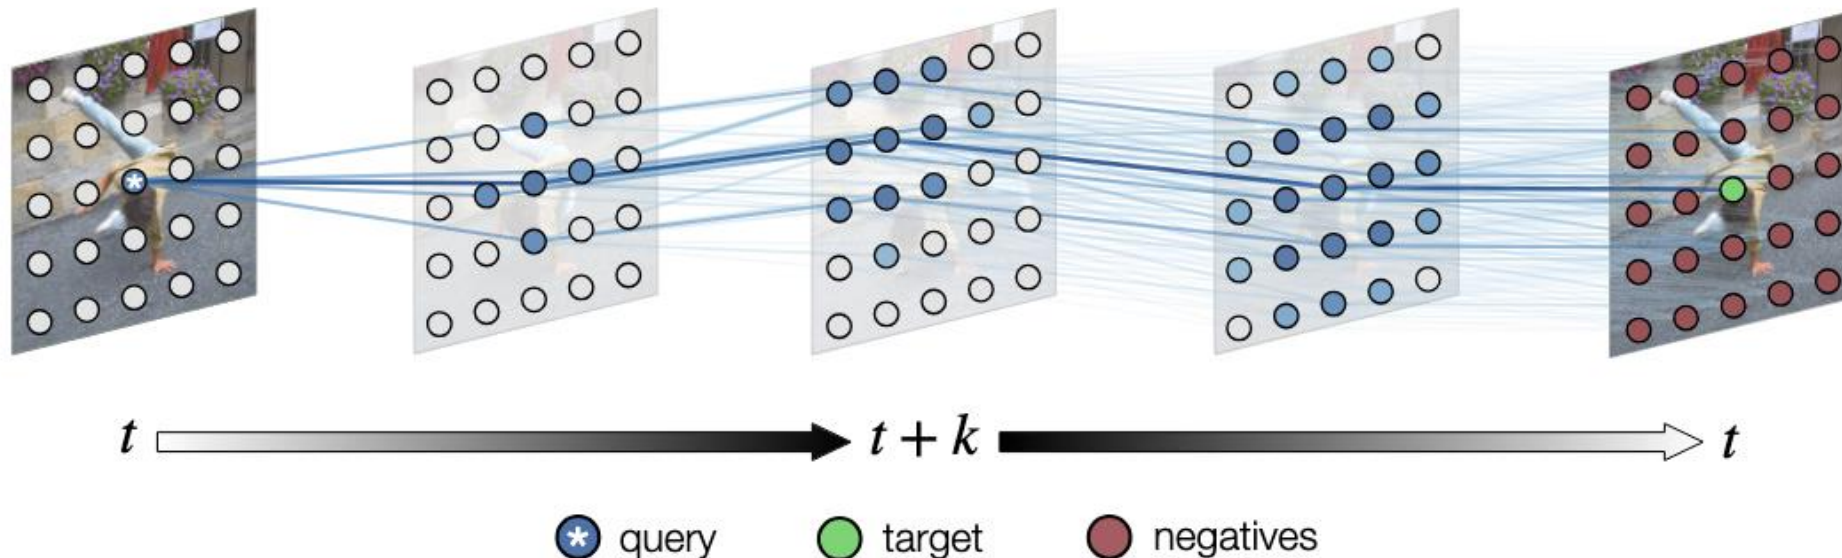 t t + k t
* query target negatives